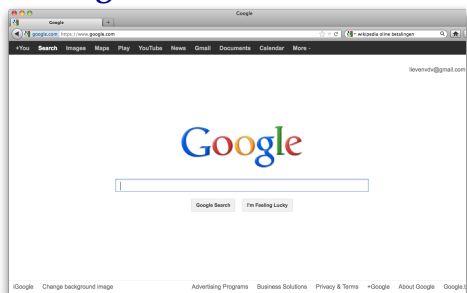 Google
Google
google.com https://www.google.com
wikipedia oline betalingen
+You Search Images Maps Play YouTube News Gmail Documents Calendar More
lievenvdv@gmail.com
Google
Google Search I'm Feeling Lucky
iGoogle Change background image Advertising Programs Business Solutions Privacy & Terms +Google About Google